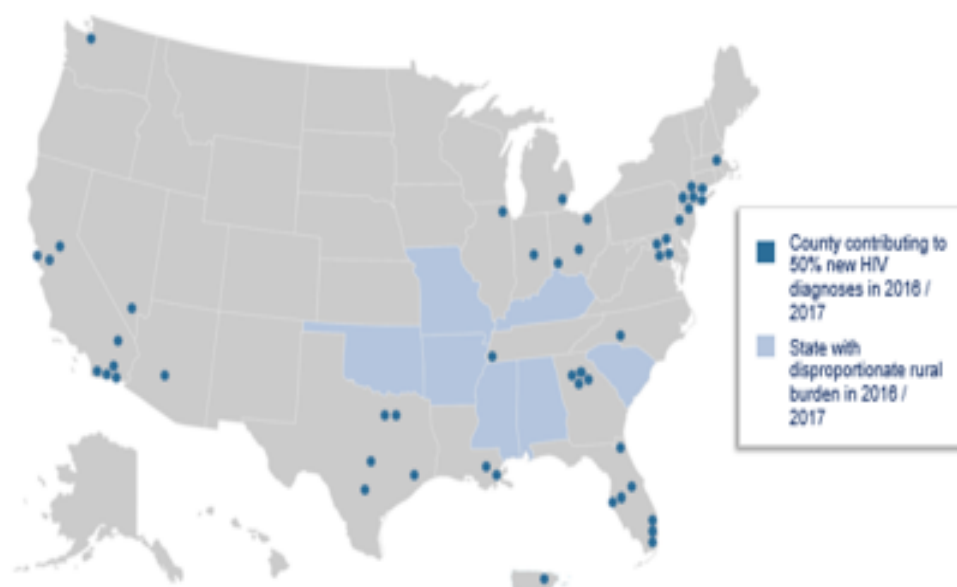 County contributing to
50% new HIV
diagnoses in 2016 /
2017
State with
disproportionate rural
burden in 2016 /
2017